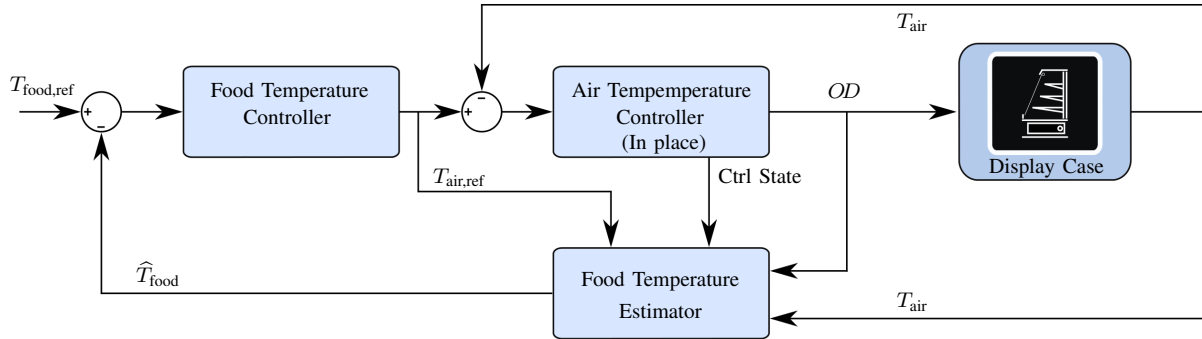 T_air
T_food,ref
+
-
Food Temperature
Controller
+
-
Air Tempemperature
Controller
(In place)
OD
Display Case
T_air,ref
Ctrl State
T̂_food
Food Temperature
Estimator
T_air